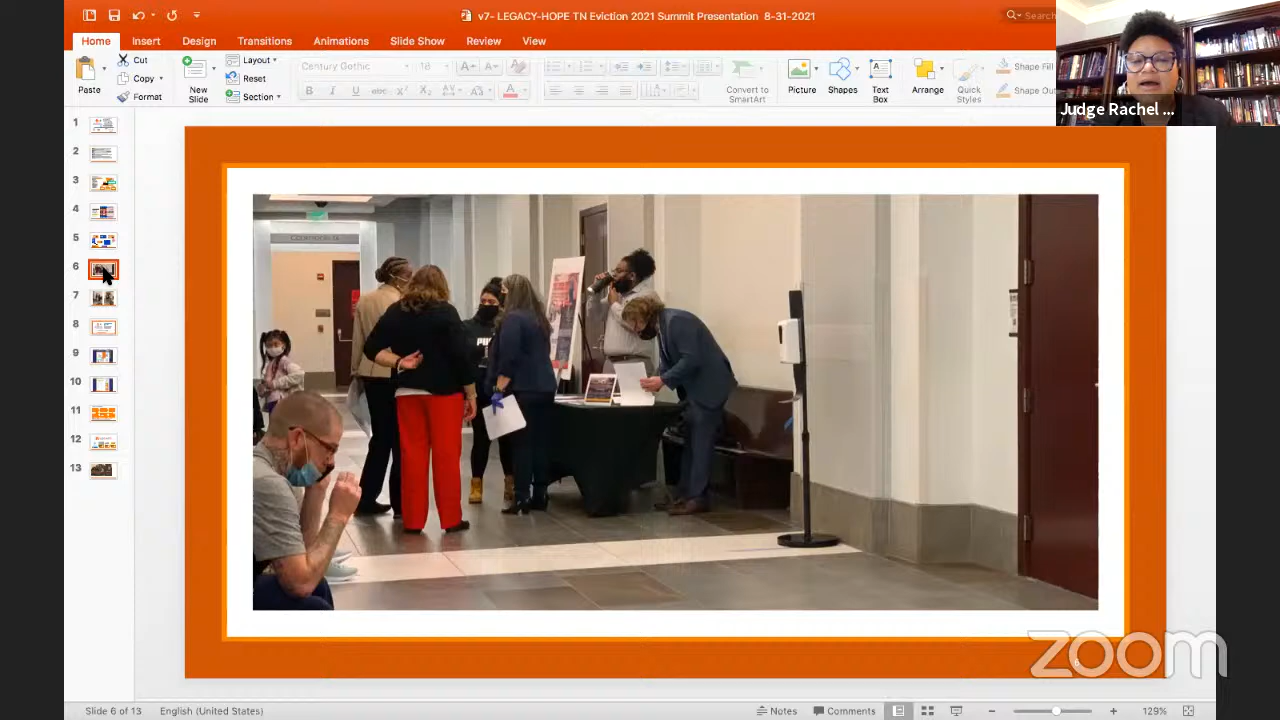 v7- LEGACY-HOPE TN Eviction 2021 Summit Presentation 8-31-2021
Search
Home Insert Design Transitions Animations Slide Show Review View
Paste
Cut
Copy
Format
New Slide
Layout
Reset
Section
Century Gothic
18
Convert to SmartArt
Picture
Shapes
Text Box
Arrange
Quick Styles
Shape Fill
Shape Ou
Judge Rachel ...
1
2
3
4
5
6
7
8
9
10
11
12
13
zoom
Slide 6 of 13
English (United States)
Notes
Comments
129%